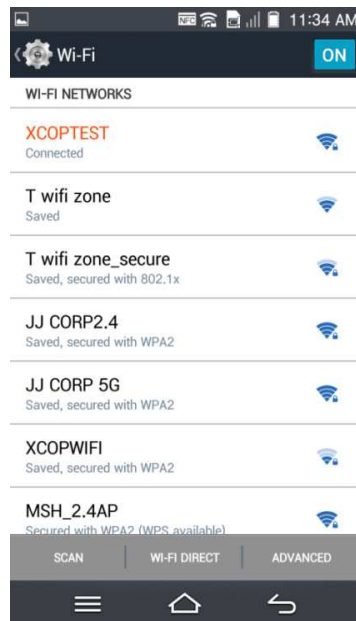 NFC 11:34 AM
Wi-Fi ON
WI-FI NETWORKS
XCOPTEST
Connected
T wifi zone
Saved
T wifi zone_secure
Saved, secured with 802.1x
JJ CORP2.4
Saved, secured with WPA2
JJ CORP 5G
Saved, secured with WPA2
XCOPWIFI
Saved, secured with WPA2
MSH_2.4AP
Secured with WPA2 (WPS available)
SCAN WI-FI DIRECT ADVANCED